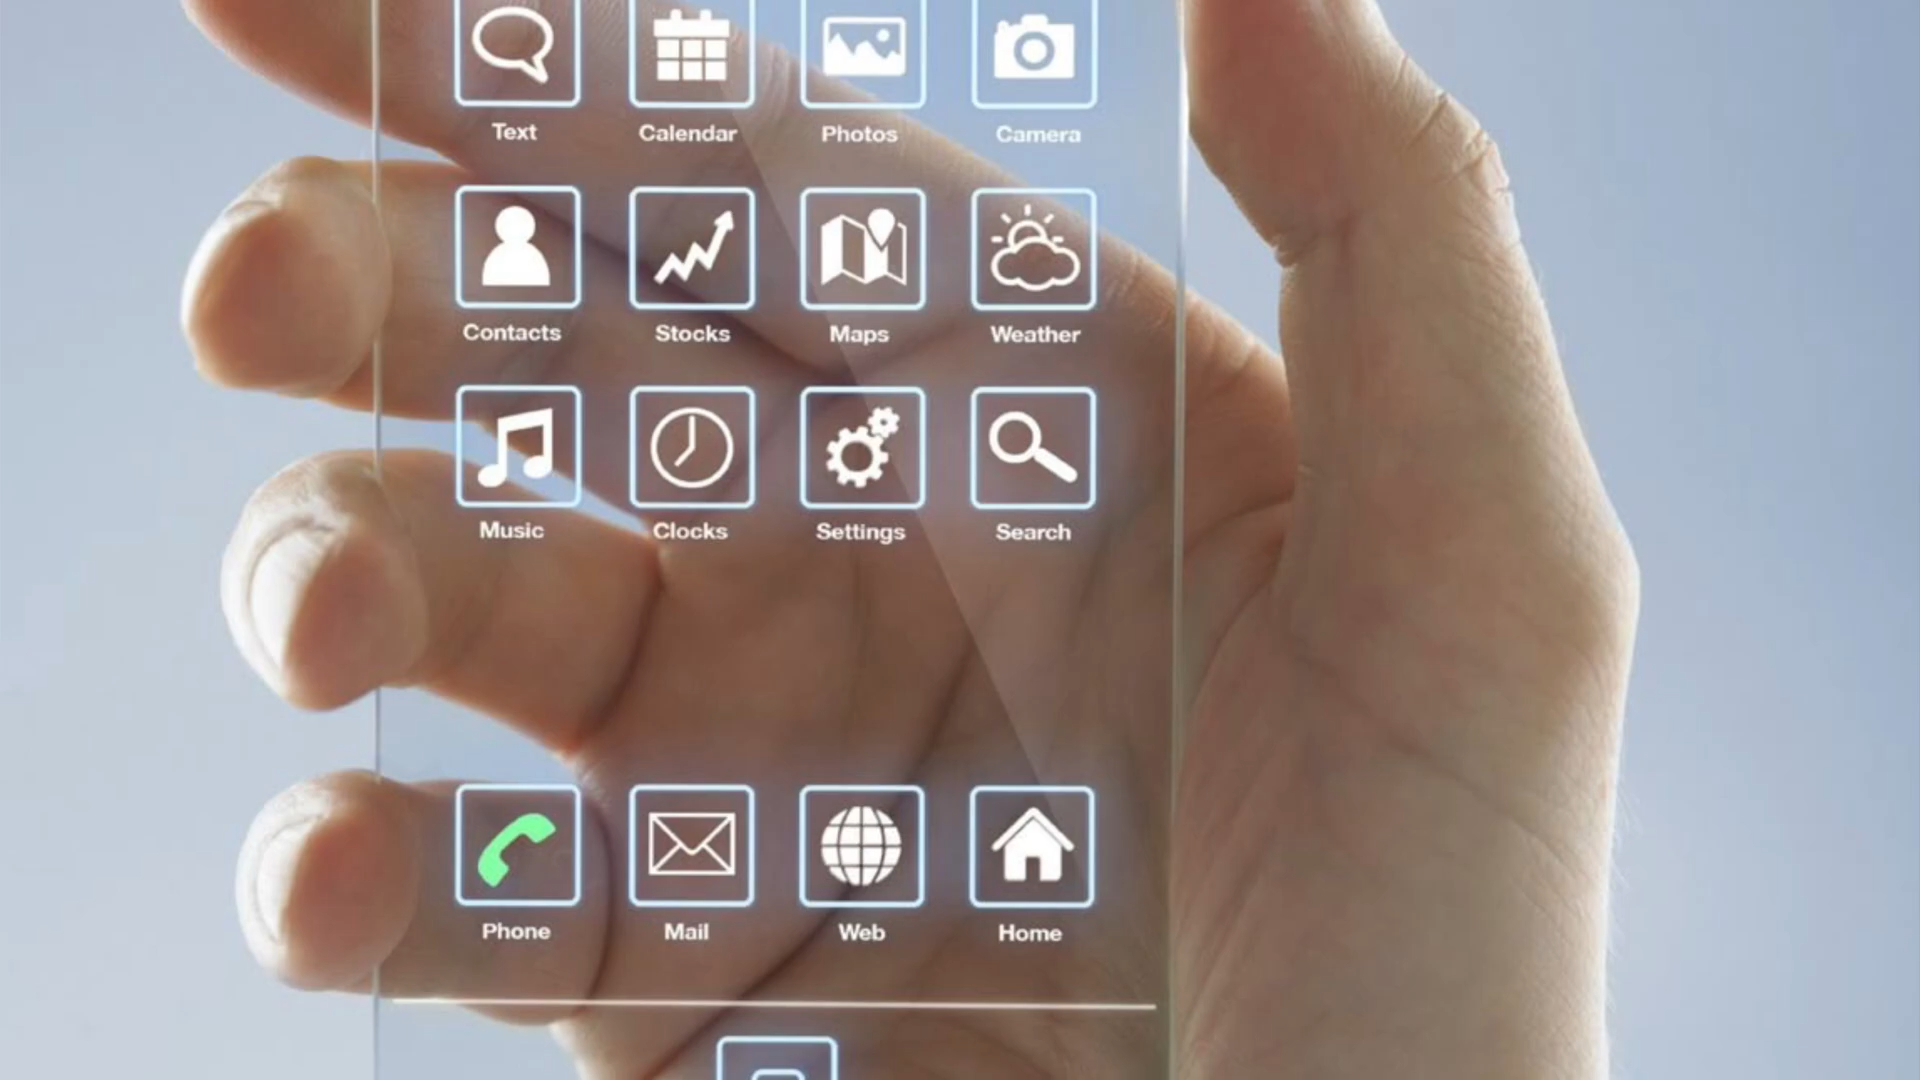 Text Calendar Photos Camera
Contacts Stocks Maps Weather
Music Clocks Settings Search
Phone Mail Web Home